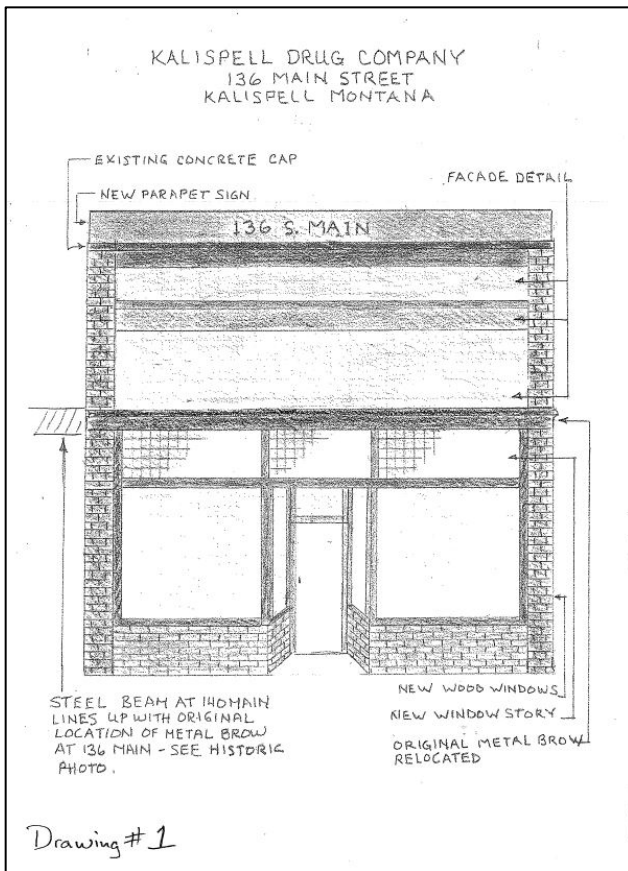 KALISPELL DRUG COMPANY
136 MAIN STREET
KALISPELL MONTANA
EXISTING CONCRETE CAP
NEW PARAPET SIGN
FACADE DETAIL
136 S. MAIN
NEW WOOD WINDOWS
NEW WINDOW STORY
ORIGINAL METAL BROW
RELOCATED
STEEL BEAM AT 140 MAIN
LINES UP WITH ORIGINAL
LOCATION OF METAL BROW
AT 136 MAIN - SEE HISTORIC
PHOTO.
Drawing # 1